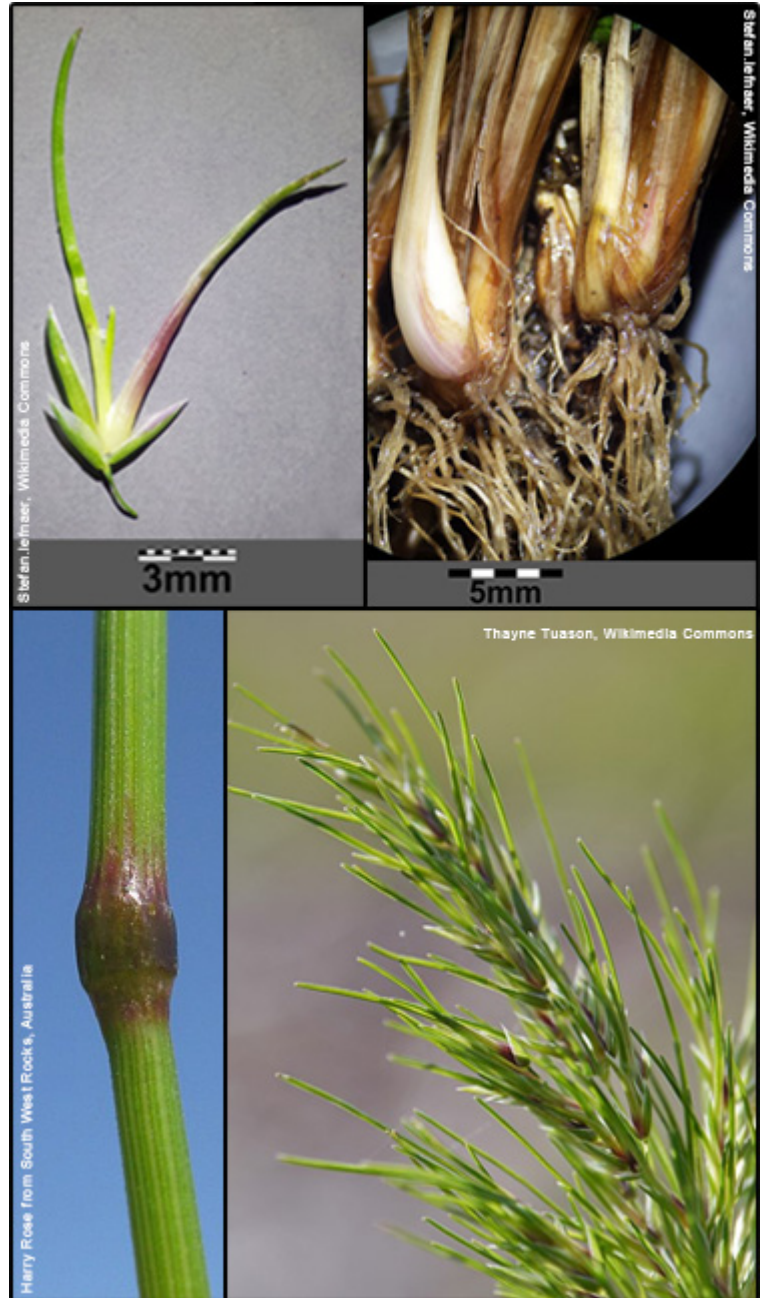 Stefan.lefnaer, Wikimedia Commons
3mm
Stefan.lefnaer, Wikimedia Commons
5mm
Harry Rose from South West Rocks, Australia
Thayne Tuason, Wikimedia Commons